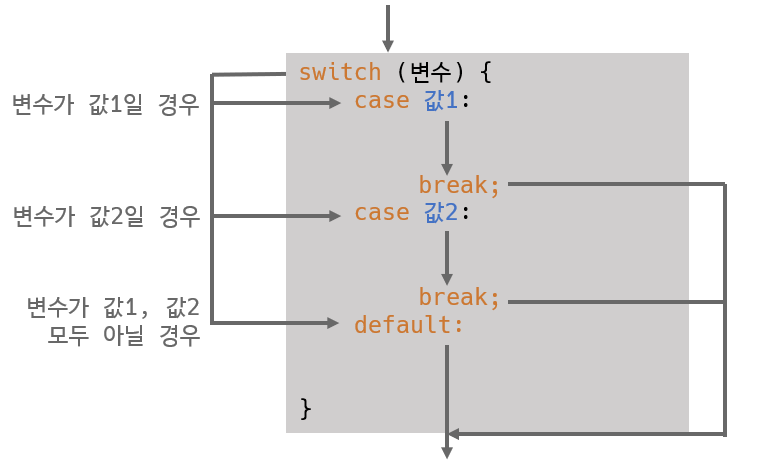 switch (변수) {
변수가 값1일 경우
case 값1:
break;
변수가 값2일 경우
case 값2:
break;
변수가 값1, 값2
모두 아닐 경우
default:
}